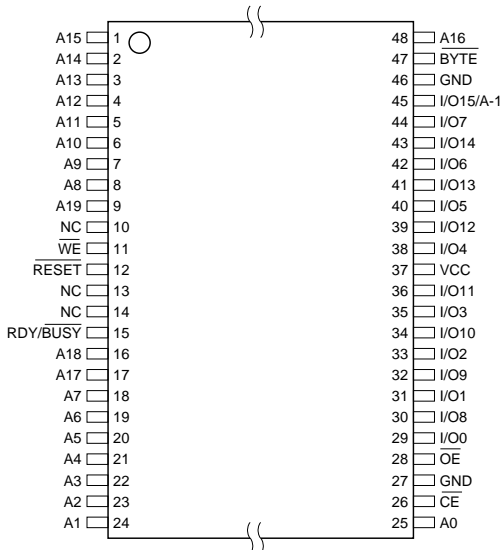 A15 1 48 A16
A14 2 47 BYTE
A13 3 46 GND
A12 4 45 I/O15/A-1
A11 5 44 I/O7
A10 6 43 I/O14
A9 7 42 I/O6
A8 8 41 I/O13
A19 9 40 I/O5
NC 10 39 I/O12
WE 11 38 I/O4
RESET 12 37 VCC
NC 13 36 I/O11
NC 14 35 I/O3
RDY/BUSY 15 34 I/O10
A18 16 33 I/O2
A17 17 32 I/O9
A7 18 31 I/O1
A6 19 30 I/O8
A5 20 29 I/O0
A4 21 28 OE
A3 22 27 GND
A2 23 26 CE
A1 24 25 A0